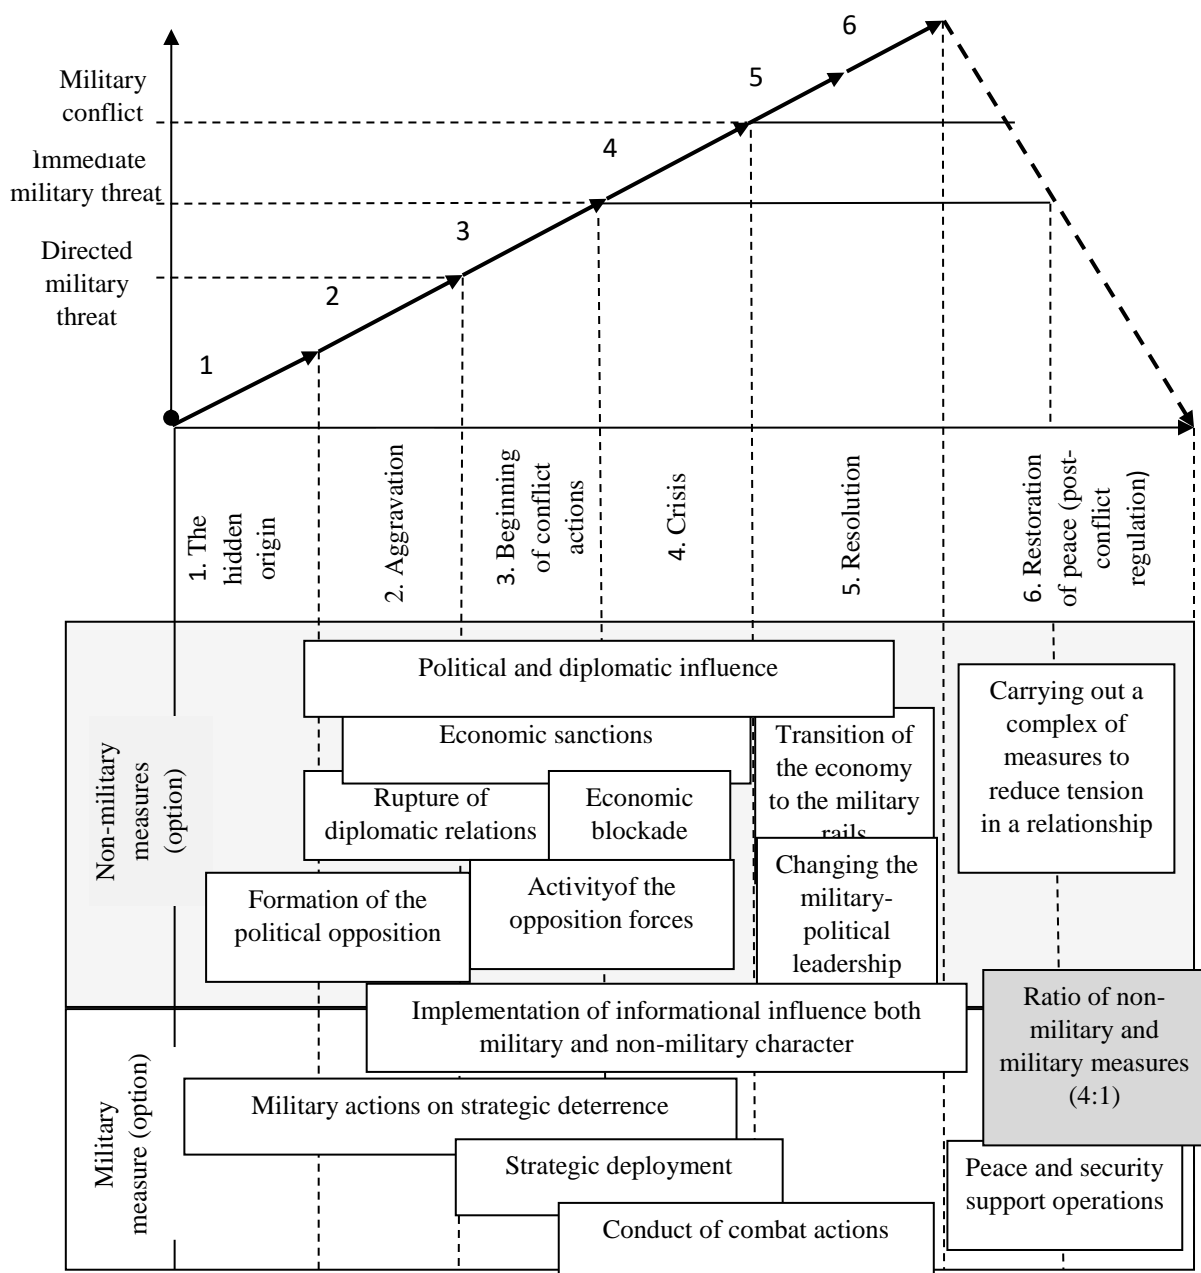 Military
conflict
Immediate
military threat
Directed
military
threat
1
2
3
4
5
6
1. The
hidden
origin
2. Aggravation
3. Beginning
of conflict
actions
4. Crisis
5. Resolution
6. Restoration
of peace (post-
conflict
regulation)
Non-military
measures
(option)
Political and diplomatic influence
Economic sanctions
Rupture of
diplomatic relations
Economic
blockade
Transition of
the economy
to the military
rails
Carrying out a
complex of
measures to
reduce tension
in a relationship
Formation of the
political opposition
Activityof the
opposition forces
Changing the
military-
political
leadership
Implementation of informational influence both
military and non-military character
Ratio of non-
military and
military measures
(4:1)
Military
measure (option)
Military actions on strategic deterrence
Strategic deployment
Conduct of combat actions
Peace and security
support operations